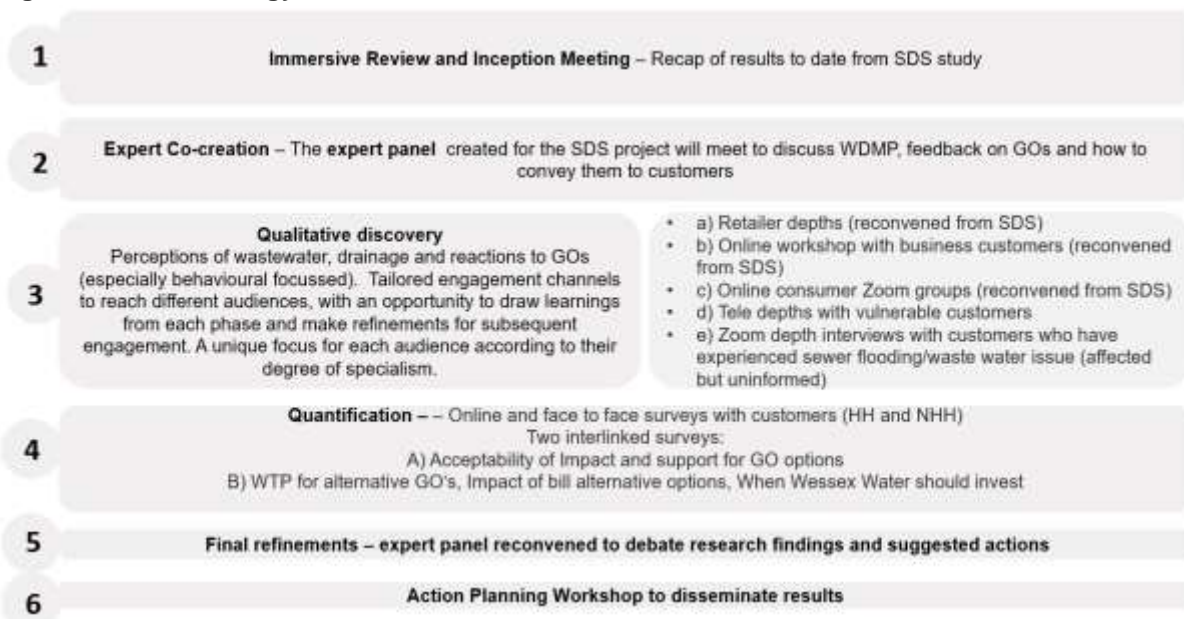 1
Immersive Review and Inception Meeting – Recap of results to date from SDS study
2
Expert Co-creation – The expert panel created for the SDS project will meet to discuss WDMP, feedback on GOs and how to
convey them to customers
3
Qualitative discovery
Perceptions of wastewater, drainage and reactions to GOs
(especially behavioural focussed). Tailored engagement channels
to reach different audiences, with an opportunity to draw learnings
from each phase and make refinements for subsequent
engagement. A unique focus for each audience according to their
degree of specialism.
• a) Retailer depths (reconvened from SDS)
• b) Online workshop with business customers (reconvened
from SDS)
• c) Online consumer Zoom groups (reconvened from SDS)
• d) Tele depths with vulnerable customers
• e) Zoom depth interviews with customers who have
experienced sewer flooding/waste water issue (affected
but uninformed)
4
Quantification – – Online and face to face surveys with customers (HH and NHH)
Two interlinked surveys:
A) Acceptability of Impact and support for GO options
B) WTP for alternative GO's, Impact of bill alternative options, When Wessex Water should invest
5
Final refinements – expert panel reconvened to debate research findings and suggested actions
6
Action Planning Workshop to disseminate results